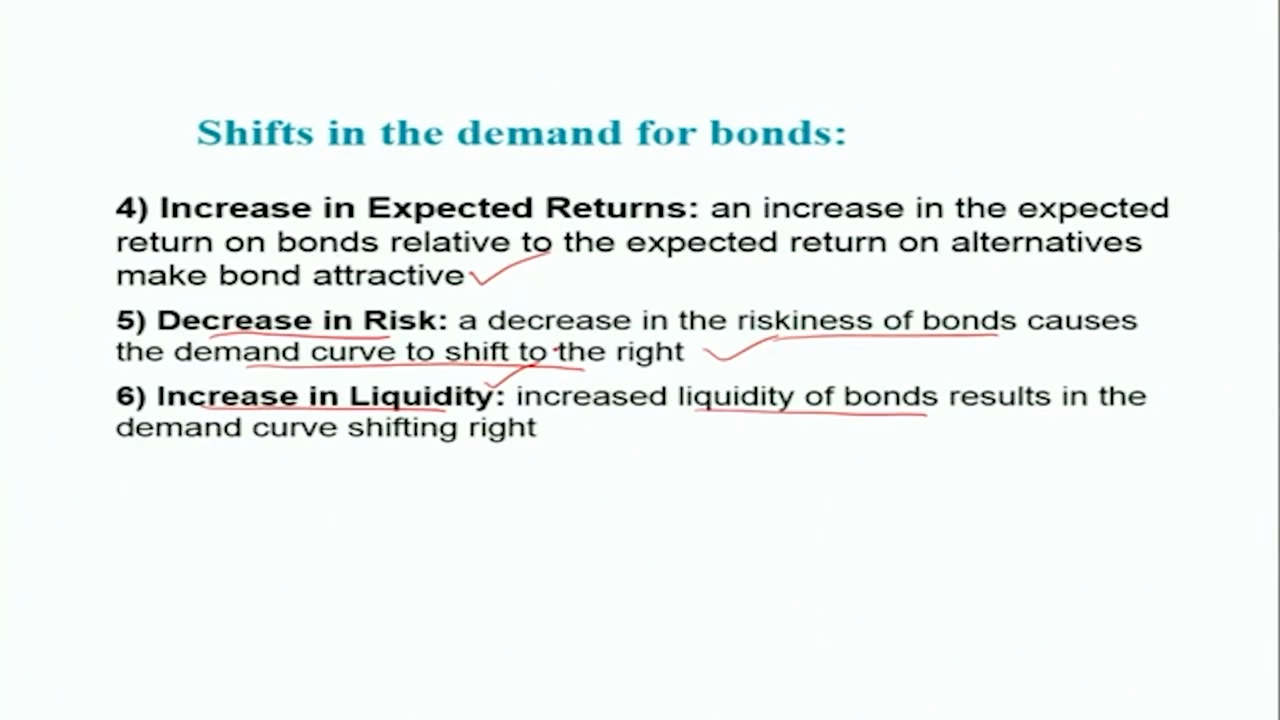 Shifts in the demand for bonds:
4) Increase in Expected Returns: an increase in the expected
return on bonds relative to the expected return on alternatives
make bond attractive
5) Decrease in Risk: a decrease in the riskiness of bonds causes
the demand curve to shift to the right
6) Increase in Liquidity: increased liquidity of bonds results in the
demand curve shifting right